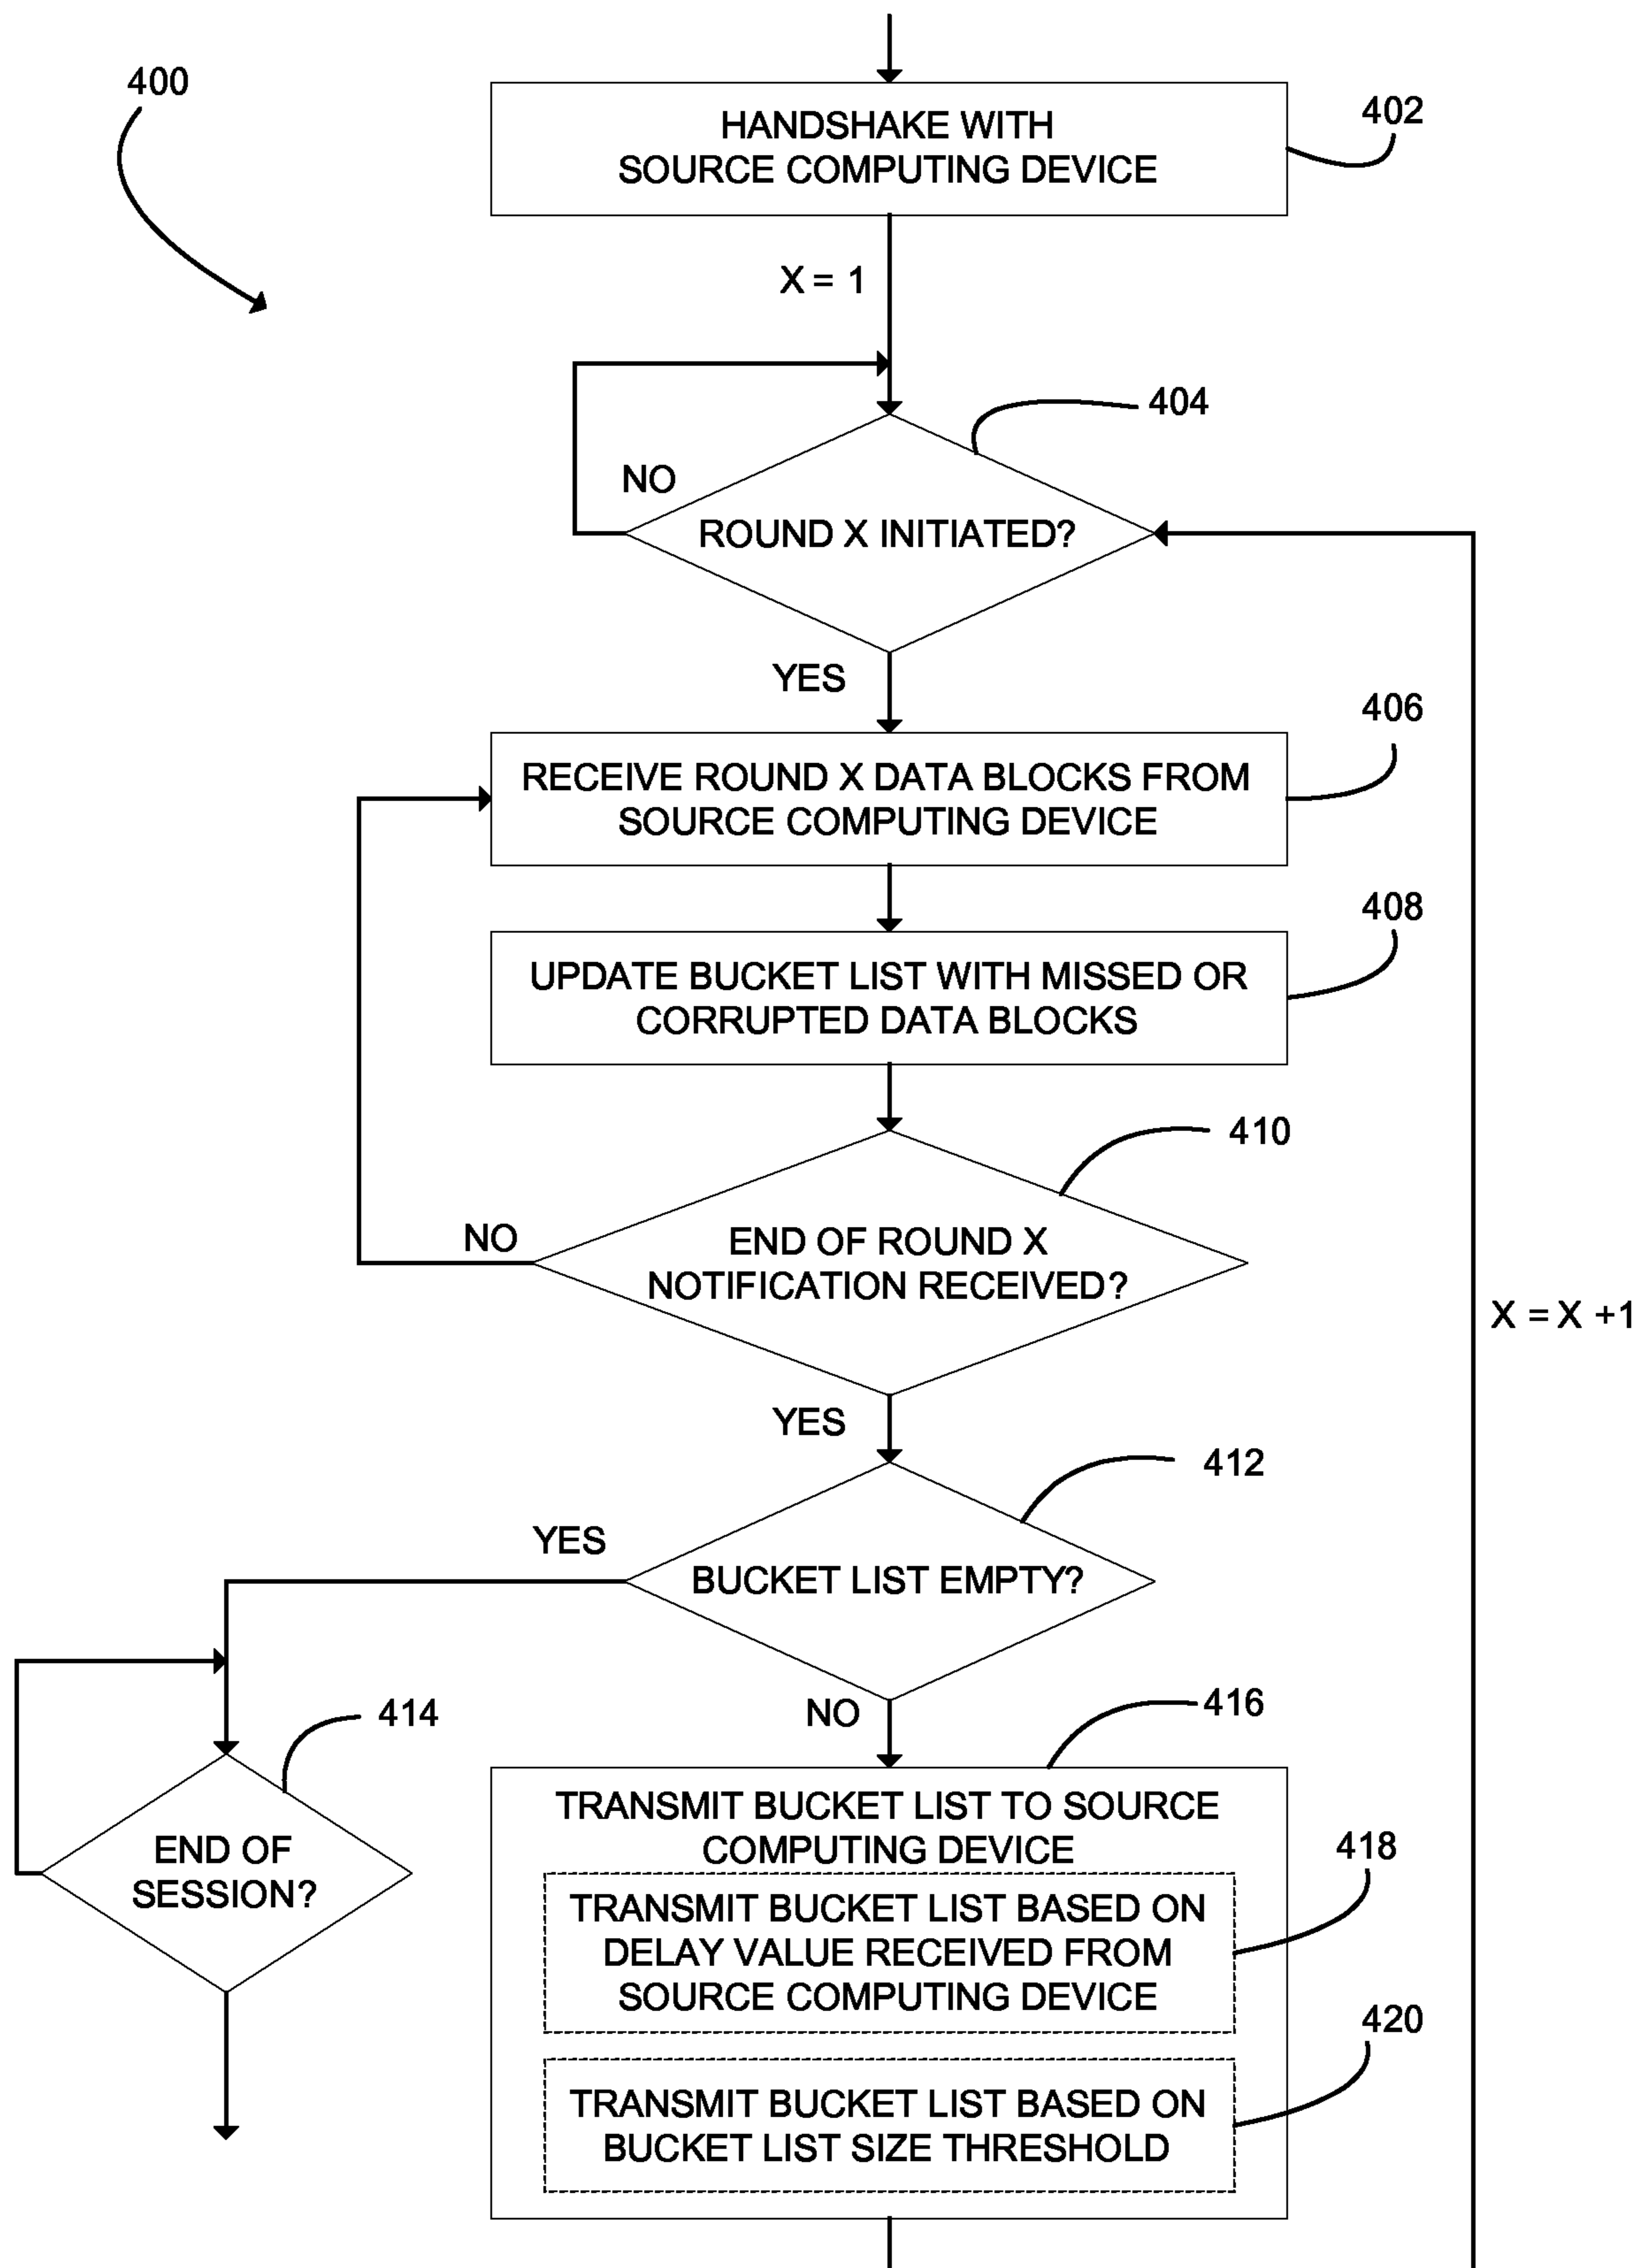 400
402
HANDSHAKE WITH
SOURCE COMPUTING DEVICE
X = 1
404
NO
ROUND X INITIATED?
YES
406
RECEIVE ROUND X DATA BLOCKS FROM
SOURCE COMPUTING DEVICE
408
UPDATE BUCKET LIST WITH MISSED OR
CORRUPTED DATA BLOCKS
410
NO
END OF ROUND X
NOTIFICATION RECEIVED?
X = X +1
YES
412
YES
BUCKET LIST EMPTY?
414
NO
416
END OF
SESSION?
TRANSMIT BUCKET LIST TO SOURCE
COMPUTING DEVICE
418
TRANSMIT BUCKET LIST BASED ON
DELAY VALUE RECEIVED FROM
SOURCE COMPUTING DEVICE
420
TRANSMIT BUCKET LIST BASED ON
BUCKET LIST SIZE THRESHOLD